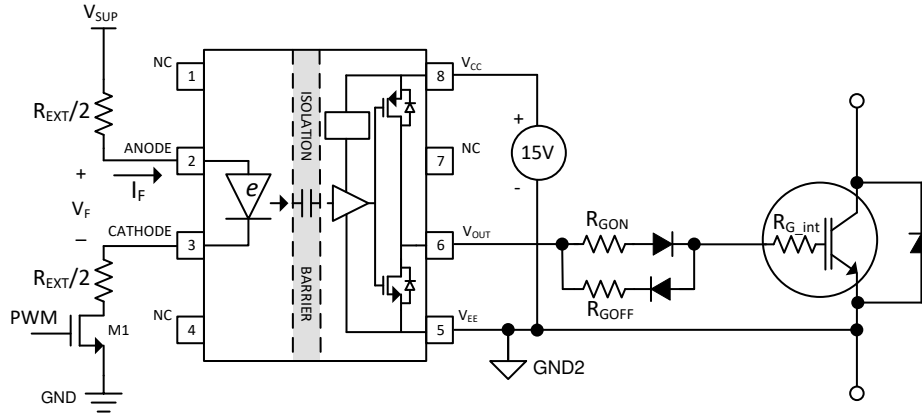 V_SUP
R_EXT/2
ANODE
+
I_F
V_F
−
CATHODE
R_EXT/2
PWM
M1
GND
NC
1
2
3
NC
4
e
ISOLATION
BARRIER
8
V_CC
7
NC
6
V_OUT
5
V_EE
+
15V
-
GND2
R_GON
R_GOFF
R_G_int